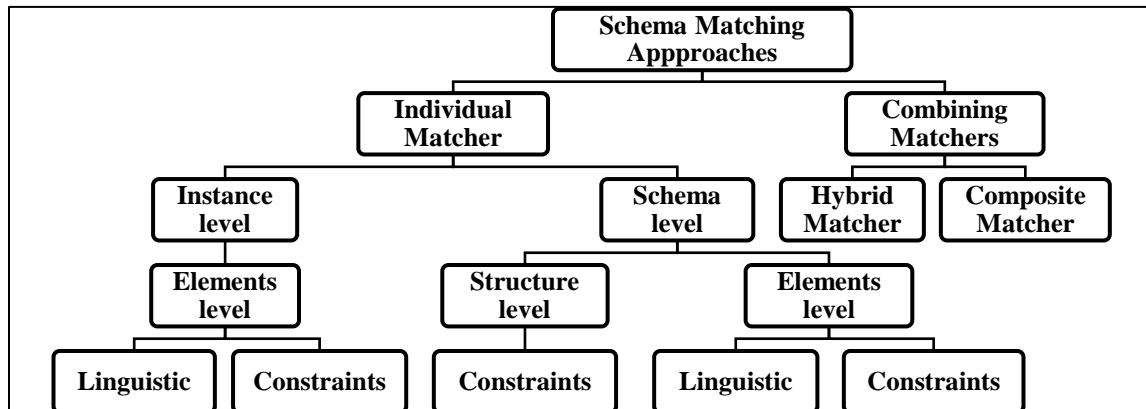 Schema Matching
Appproaches
Individual
Matcher
Combining
Matchers
Instance
level
Schema
level
Hybrid
Matcher
Composite
Matcher
Elements
level
Structure
level
Elements
level
Linguistic
Constraints
Constraints
Linguistic
Constraints